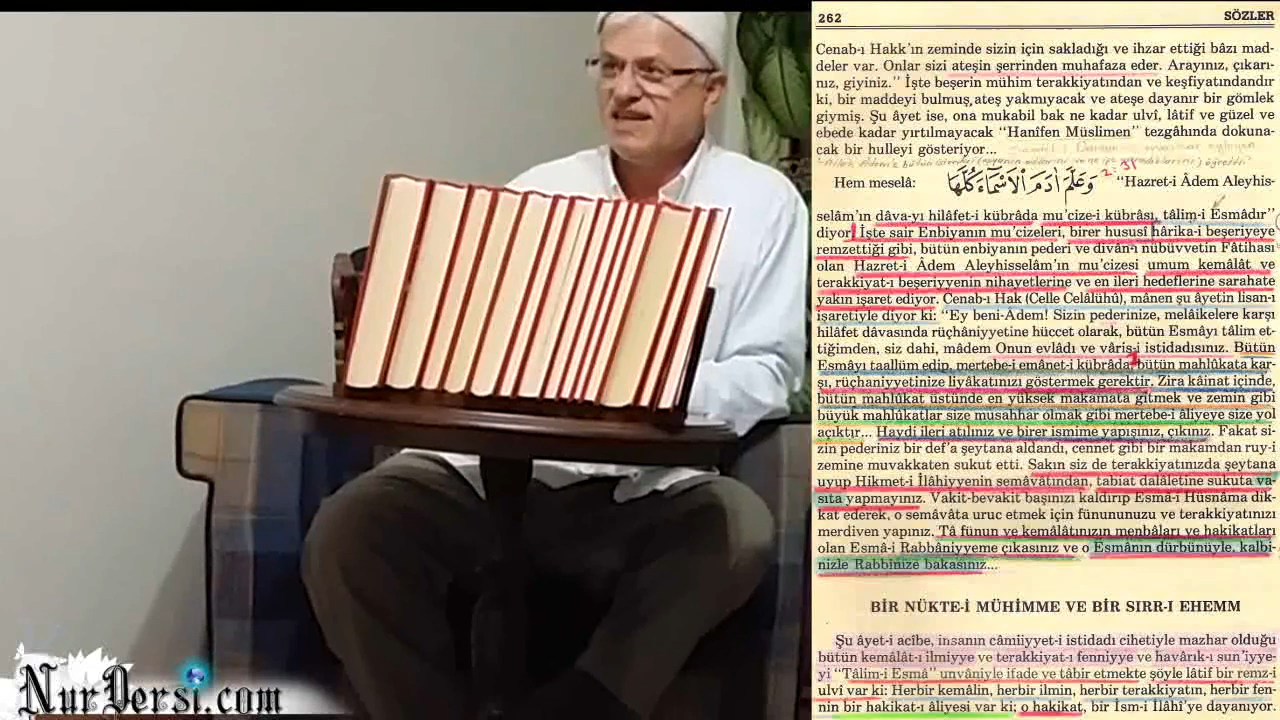 262 SÖZLER
Cenab-ı Hakk'ın zeminde sizin için sakladığı ve ihzar ettiği bâzı mad-
deler var. Onlar sizi ateşin şerrinden muhafaza eder. Arayınız, çıkarı-
nız, giyiniz." İşte beşerin mühim terakkiyatından ve keşfiyatındandır
ki, bir maddeyi bulmuş, ateş yakmıyacak ve ateşe dayanır bir gömlek
giymiş. Şu âyet ise, ona mukabil bak ne kadar ulvî, lâtif ve güzel ve
ebede kadar yırtılmayacak "Hanîfen Müslimen" tezgâhında dokuna-
cak bir hulleyi gösteriyor...
Hem meselâ: وَعَلَّمَ اٰدَمَ الْاَسْمَٓاءَ كُلَّهَا "Hazret-i Âdem Aleyhis-
selâm'ın dâva-yı hilâfet-i kübrâda mu'cize-i kübrâsı, tâlim-i Esmâdır"
diyor. İşte sair Enbiyanın mu'cizeleri, birer hususî hârika-i beşeriyeye
remzettiği gibi, bütün enbiyanın pederi ve divân-ı nübüvvetin Fâtihası
olan Hazret-i Âdem Aleyhisselâm'ın mu'cizesi umum kemâlât ve
terakkiyat-ı beşeriyyenin nihayetlerine ve en ileri hedeflerine sarahate
yakın işaret ediyor. Cenab-ı Hak (Celle Celâlühû), mânen şu âyetin lisan-ı
işaretiyle diyor ki: "Ey beni-Âdem! Sizin pederinize, melâikelere karşı
hilâfet dâvasında rüçhâniyyetine hüccet olarak, bütün Esmâyı tâlim et-
tiğimden, siz dahi, mâdem Onun evlâdı ve vâris-i istidadısınız. Bütün
Esmâyı taallüm edip, mertebe-i emânet-i kübrâda, bütün mahlûkata kar-
şı, rüçhaniyyetinize liyâkatınızı göstermek gerektir. Zira kâinat içinde,
bütün mahlûkat üstünde en yüksek makamata gitmek ve zemin gibi
büyük mahlûkatlar size musahhar olmak gibi mertebe-i âliyeye size yol
açıktır... Haydi ileri atılınız ve birer ismime yapışınız, çıkınız. Fakat si-
zin pederiniz bir def'a şeytana aldandı, cennet gibi bir makamdan ruy-i
zemine muvakkaten sukut etti. Sakın siz de terakkiyatınızda şeytana
uyup Hikmet-i İlâhiyyenin semâvatından, tabiat dalâletine sukuta va-
sıta yapmayınız. Vakit-bevakit başınızı kaldırıp Esmâ-i Hüsnâma dik-
kat ederek, o semâvâta uruc etmek için fünununuzu ve terakkiyatınızı
merdiven yapınız. Tâ fünun ve kemâlâtınızın menbâları ve hakikatları
olan Esmâ-i Rabbâniyyeme çıkasınız ve o Esmânın dürbünüyle, kalbi-
nizle Rabbinize bakasınız...
BİR NÜKTE-İ MÜHİMME VE BİR SIRR-I EHEMM
Şu âyet-i acîbe, insanın câmiiyyet-i istidadı cihetiyle mazhar olduğu
bütün kemâlât-ı ilmiyye ve terakkiyat-ı fenniyye ve havârık-ı sun'iyye-
yi "Tâlim-i Esmâ" unvâniyle ifade ve tâbir etmekte şöyle lâtif bir remz-i
ulvî var ki: Herbir kemâlin, herbir ilmin, herbir terakkiyatın, herbir fen-
nin bir hakikat-ı âliyesi var ki; o hakikat, bir İsm-i İlâhî'ye dayanıyor.
NurDersi.com